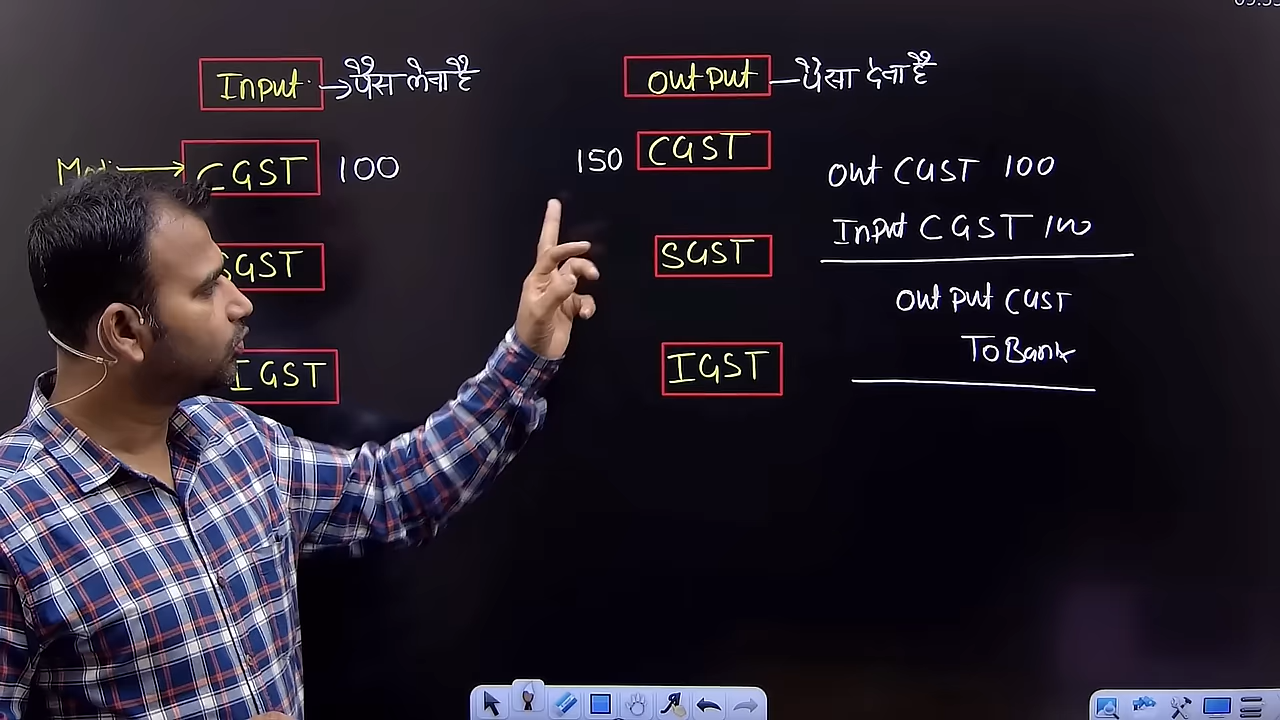 Input → पैसा लेना है
CGST 100
SGST
IGST
Output — पैसा देना है
150 CGST
SGST
IGST
Out CGST 100
Input CGST 100
Output CGST
To Bank